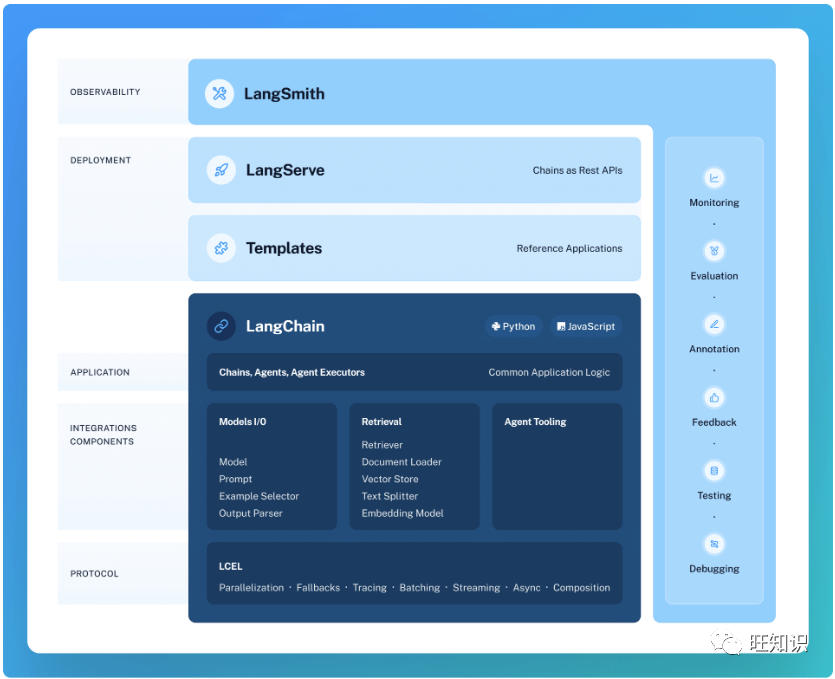 OBSERVABILITY
LangSmith
DEPLOYMENT
LangServe
Chains as Rest APIs
Templates
Reference Applications
LangChain
Python
JavaScript
APPLICATION
Chains, Agents, Agent Executors
Common Application Logic
INTEGRATIONS
COMPONENTS
Models I/O
Model
Prompt
Example Selector
Output Parser
Retrieval
Retriever
Document Loader
Vector Store
Text Splitter
Embedding Model
Agent Tooling
PROTOCOL
LCEL
Parallelization · Fallbacks · Tracing · Batching · Streaming · Async · Composition
Monitoring
Evaluation
Annotation
Feedback
Testing
Debugging
旺知识